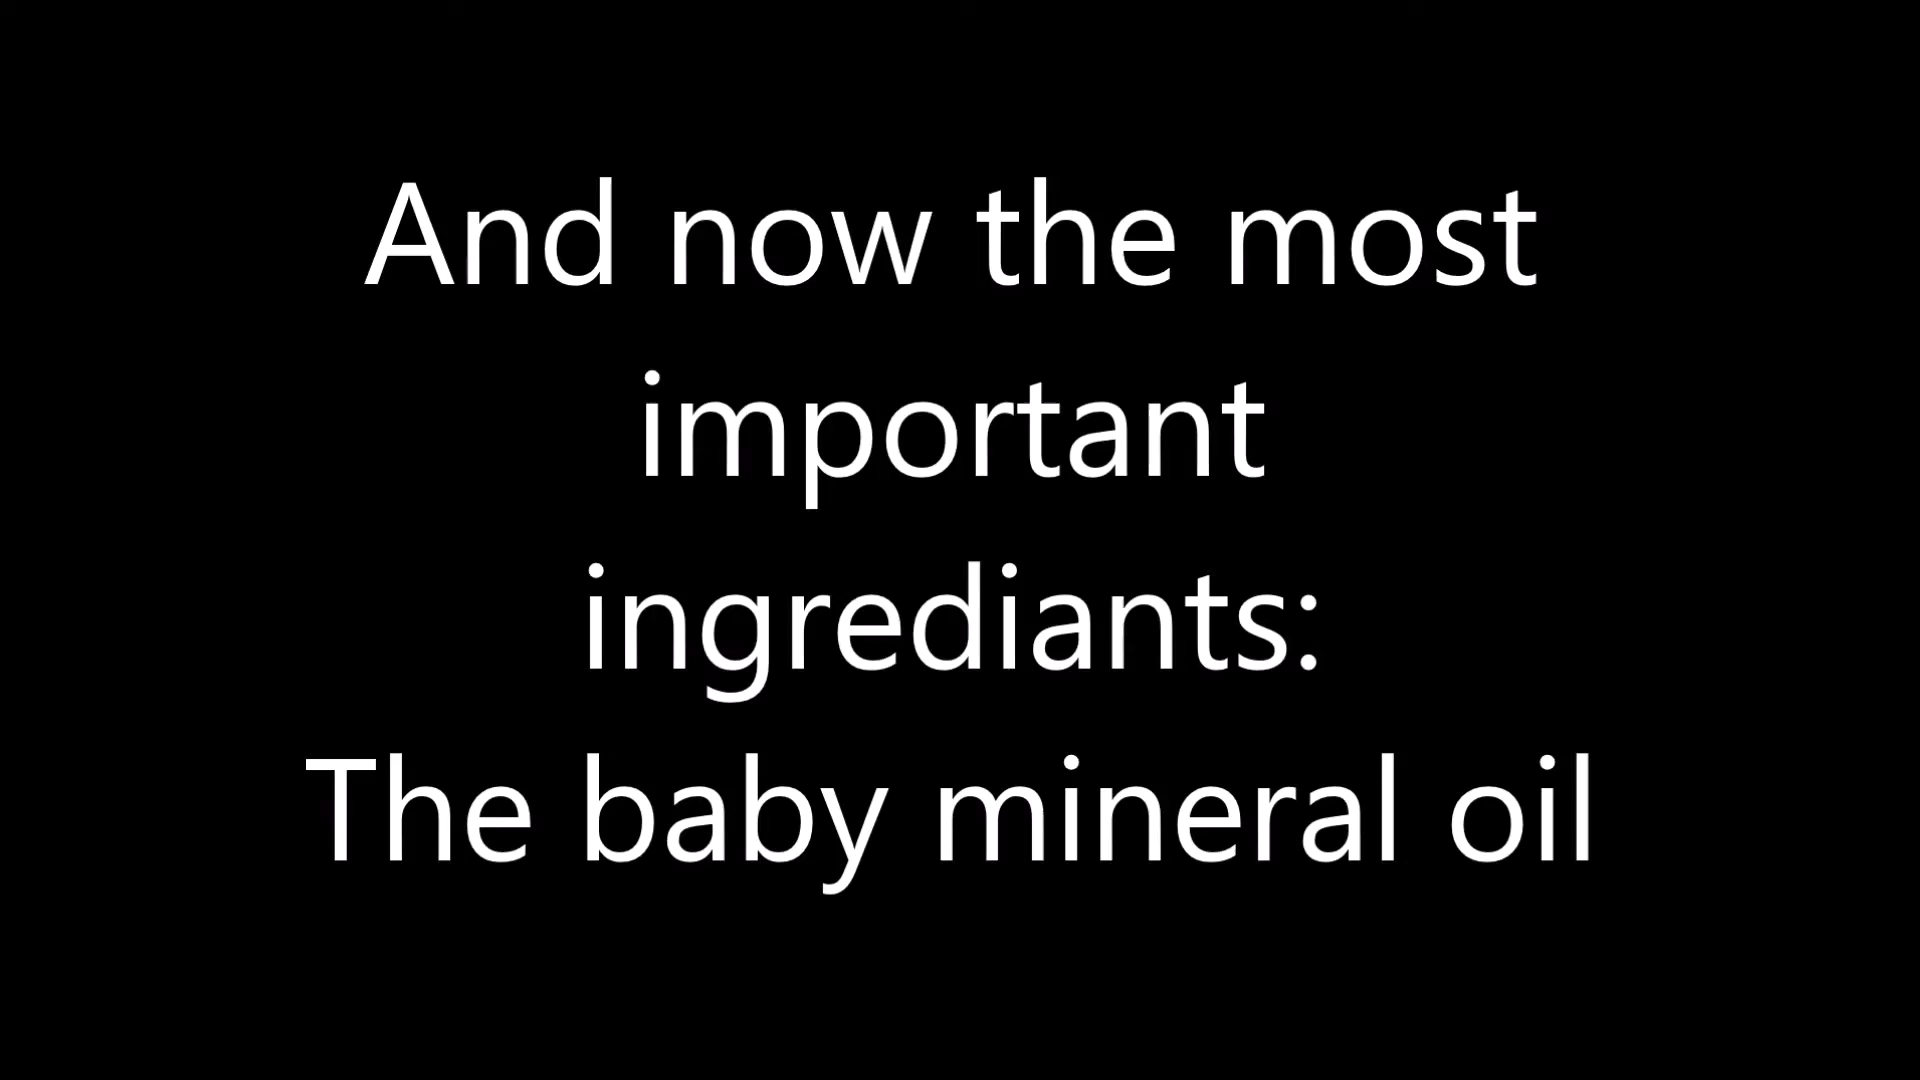 And now the most
important
ingrediants:
The baby mineral oil